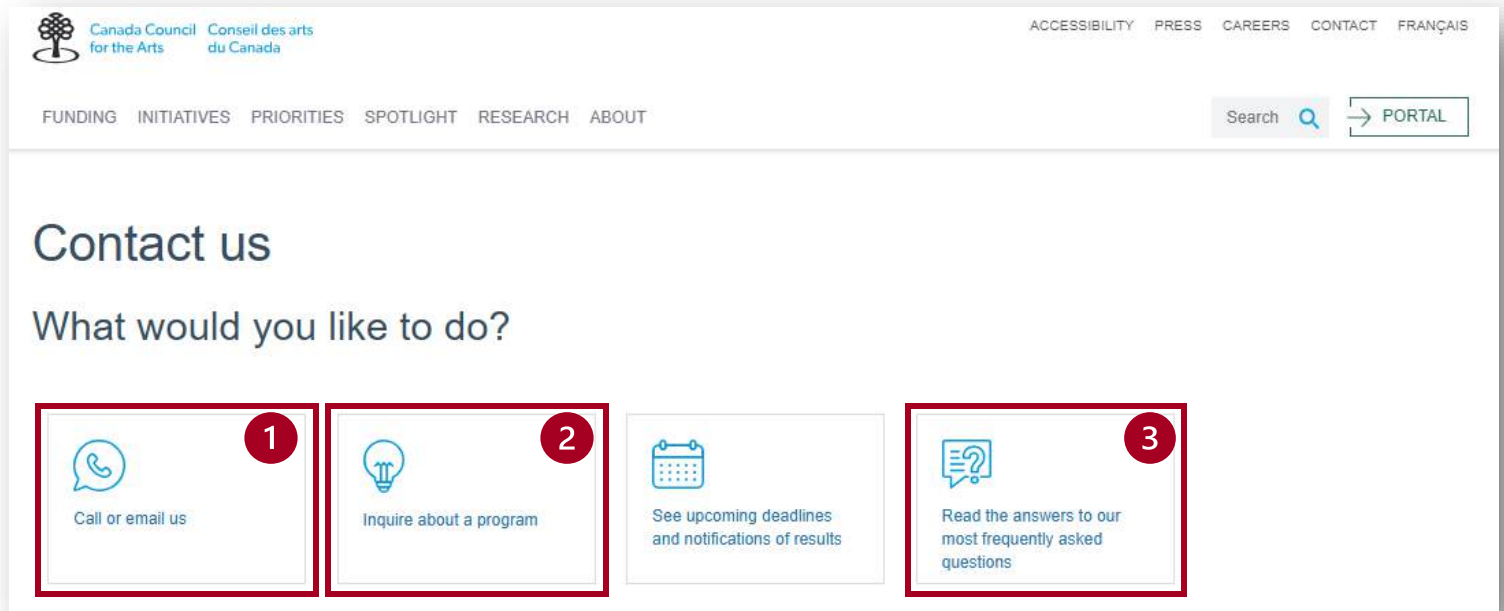 Canada Council Conseil des arts
for the Arts du Canada
ACCESSIBILITY PRESS CAREERS CONTACT FRANÇAIS
FUNDING INITIATIVES PRIORITIES SPOTLIGHT RESEARCH ABOUT
Search PORTAL
Contact us
What would you like to do?
1
Call or email us
2
Inquire about a program
See upcoming deadlines
and notifications of results
3
Read the answers to our
most frequently asked
questions